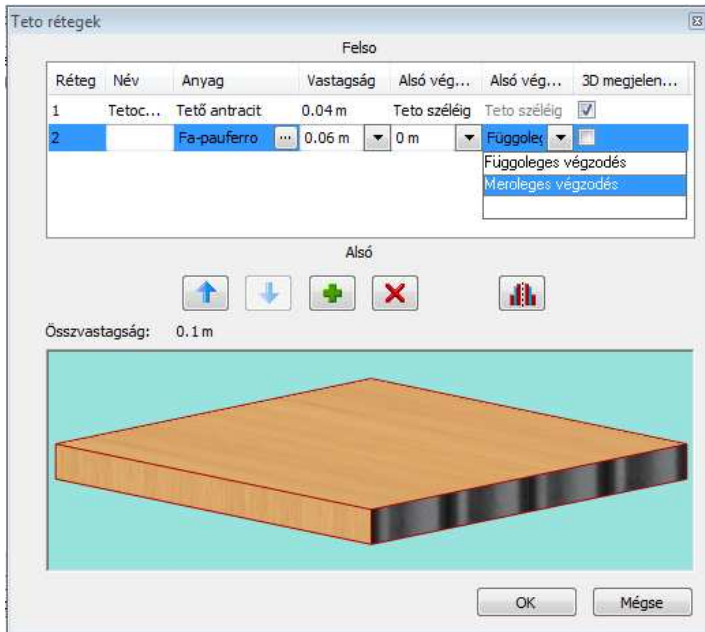 Teto rétegek
Felso
Réteg Név Anyag Vastagság Alsó vég... Alsó vég... 3D megjelen...
1 Tetoc... Tető antracit 0.04 m Teto széléig Teto széléig
2 Fa-pauferro ... 0.06 m 0 m Függoleg
Függoleges végzodés
Meroleges végzodés
Alsó
Összvastagság: 0.1 m
OK Mégse